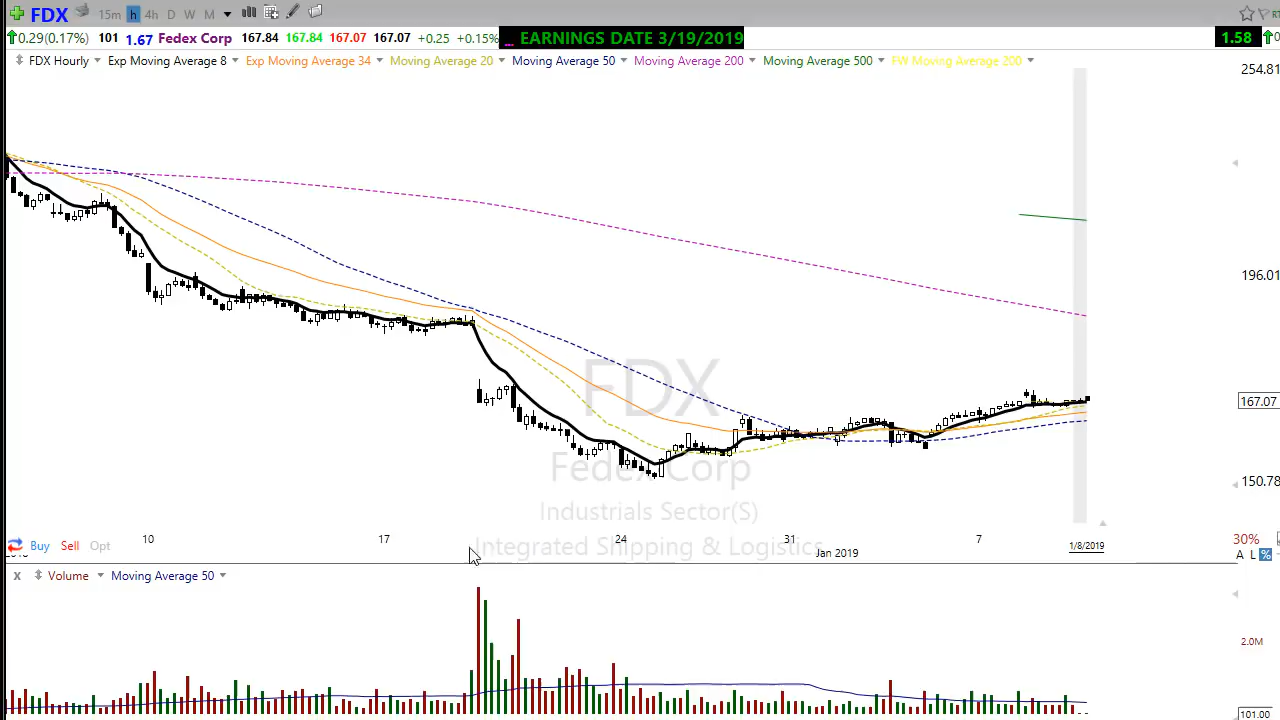 FDX 15m h 4h D W M
0.29(0.17%) 101 1.67 Fedex Corp 167.84 167.84 167.07 167.07 +0.25 +0.15% ... EARNINGS DATE 3/19/2019 1.58
FDX Hourly Exp Moving Average 8 Exp Moving Average 34 Moving Average 20 Moving Average 50 Moving Average 200 Moving Average 500 FW Moving Average 200
254.81
196.01
FDX
167.07
Fedex Corp
150.78
Industrials Sector(S)
10 17 24 31 7
30%
Buy Sell Opt Integrated Shipping & Logistics 1/8/2019
Jan 2019 A L %
X Volume Moving Average 50
2.0M
101.00